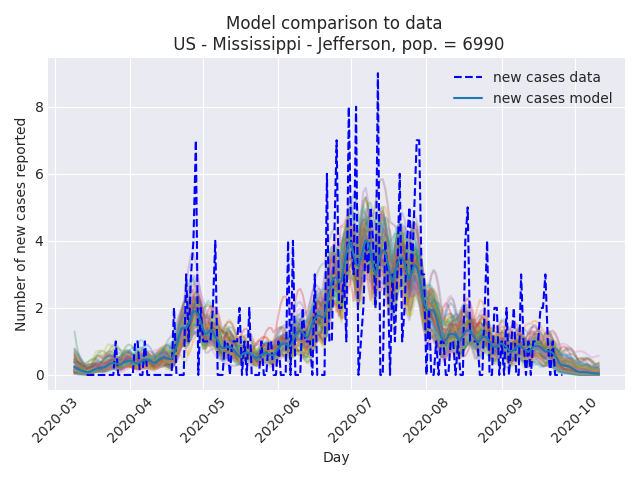 Model comparison to data
US - Mississippi - Jefferson, pop. = 6990
new cases data
new cases model
Number of new cases reported
8
6
4
2
0
2020-03
2020-04
2020-05
2020-06
2020-07
2020-08
2020-09
2020-10
Day